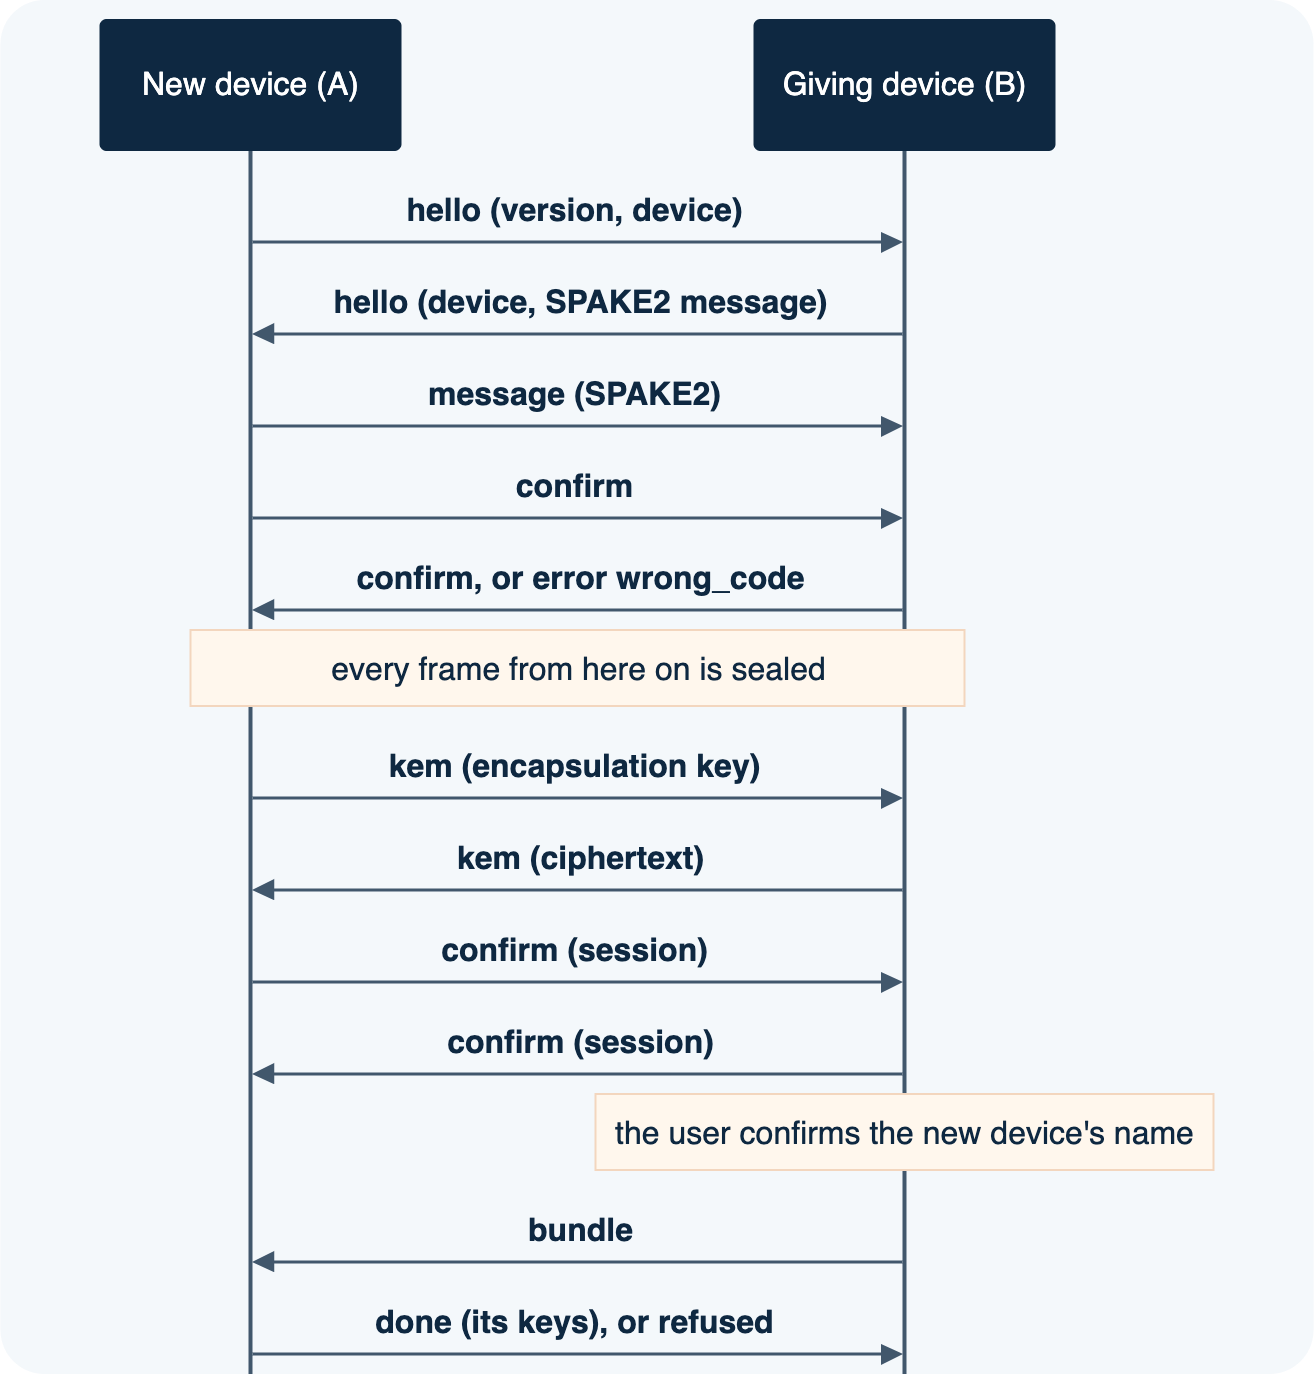 New device (A)
Giving device (B)
hello (version, device)
hello (device, SPAKE2 message)
message (SPAKE2)
confirm
confirm, or error wrong_code
every frame from here on is sealed
kem (encapsulation key)
kem (ciphertext)
confirm (session)
confirm (session)
the user confirms the new device's name
bundle
done (its keys), or refused